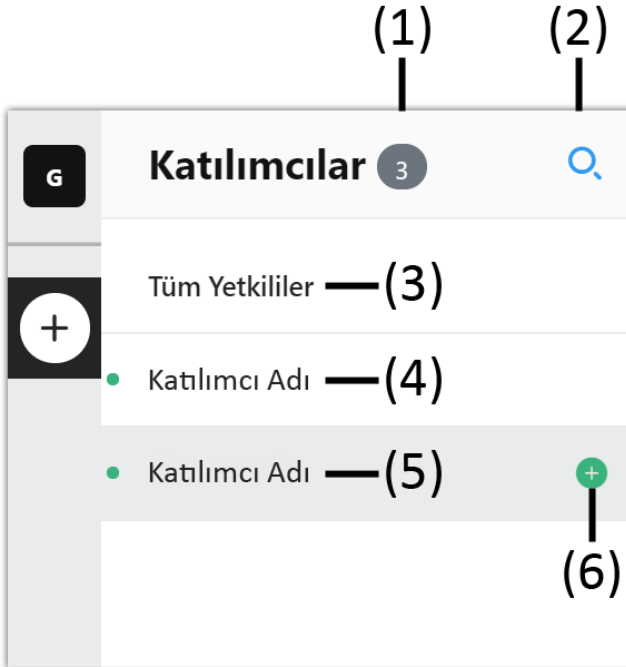 (1) (2)
G Katılımcılar 3
Tüm Yetkililer (3)
Katılımcı Adı (4)
Katılımcı Adı (5)
(6)